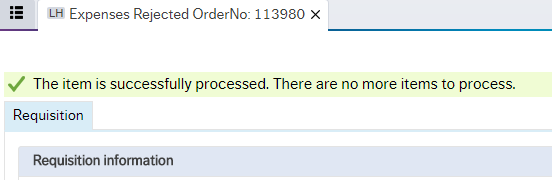 LH Expenses Rejected OrderNo: 113980 ×
The item is successfully processed. There are no more items to process.
Requisition
Requisition information